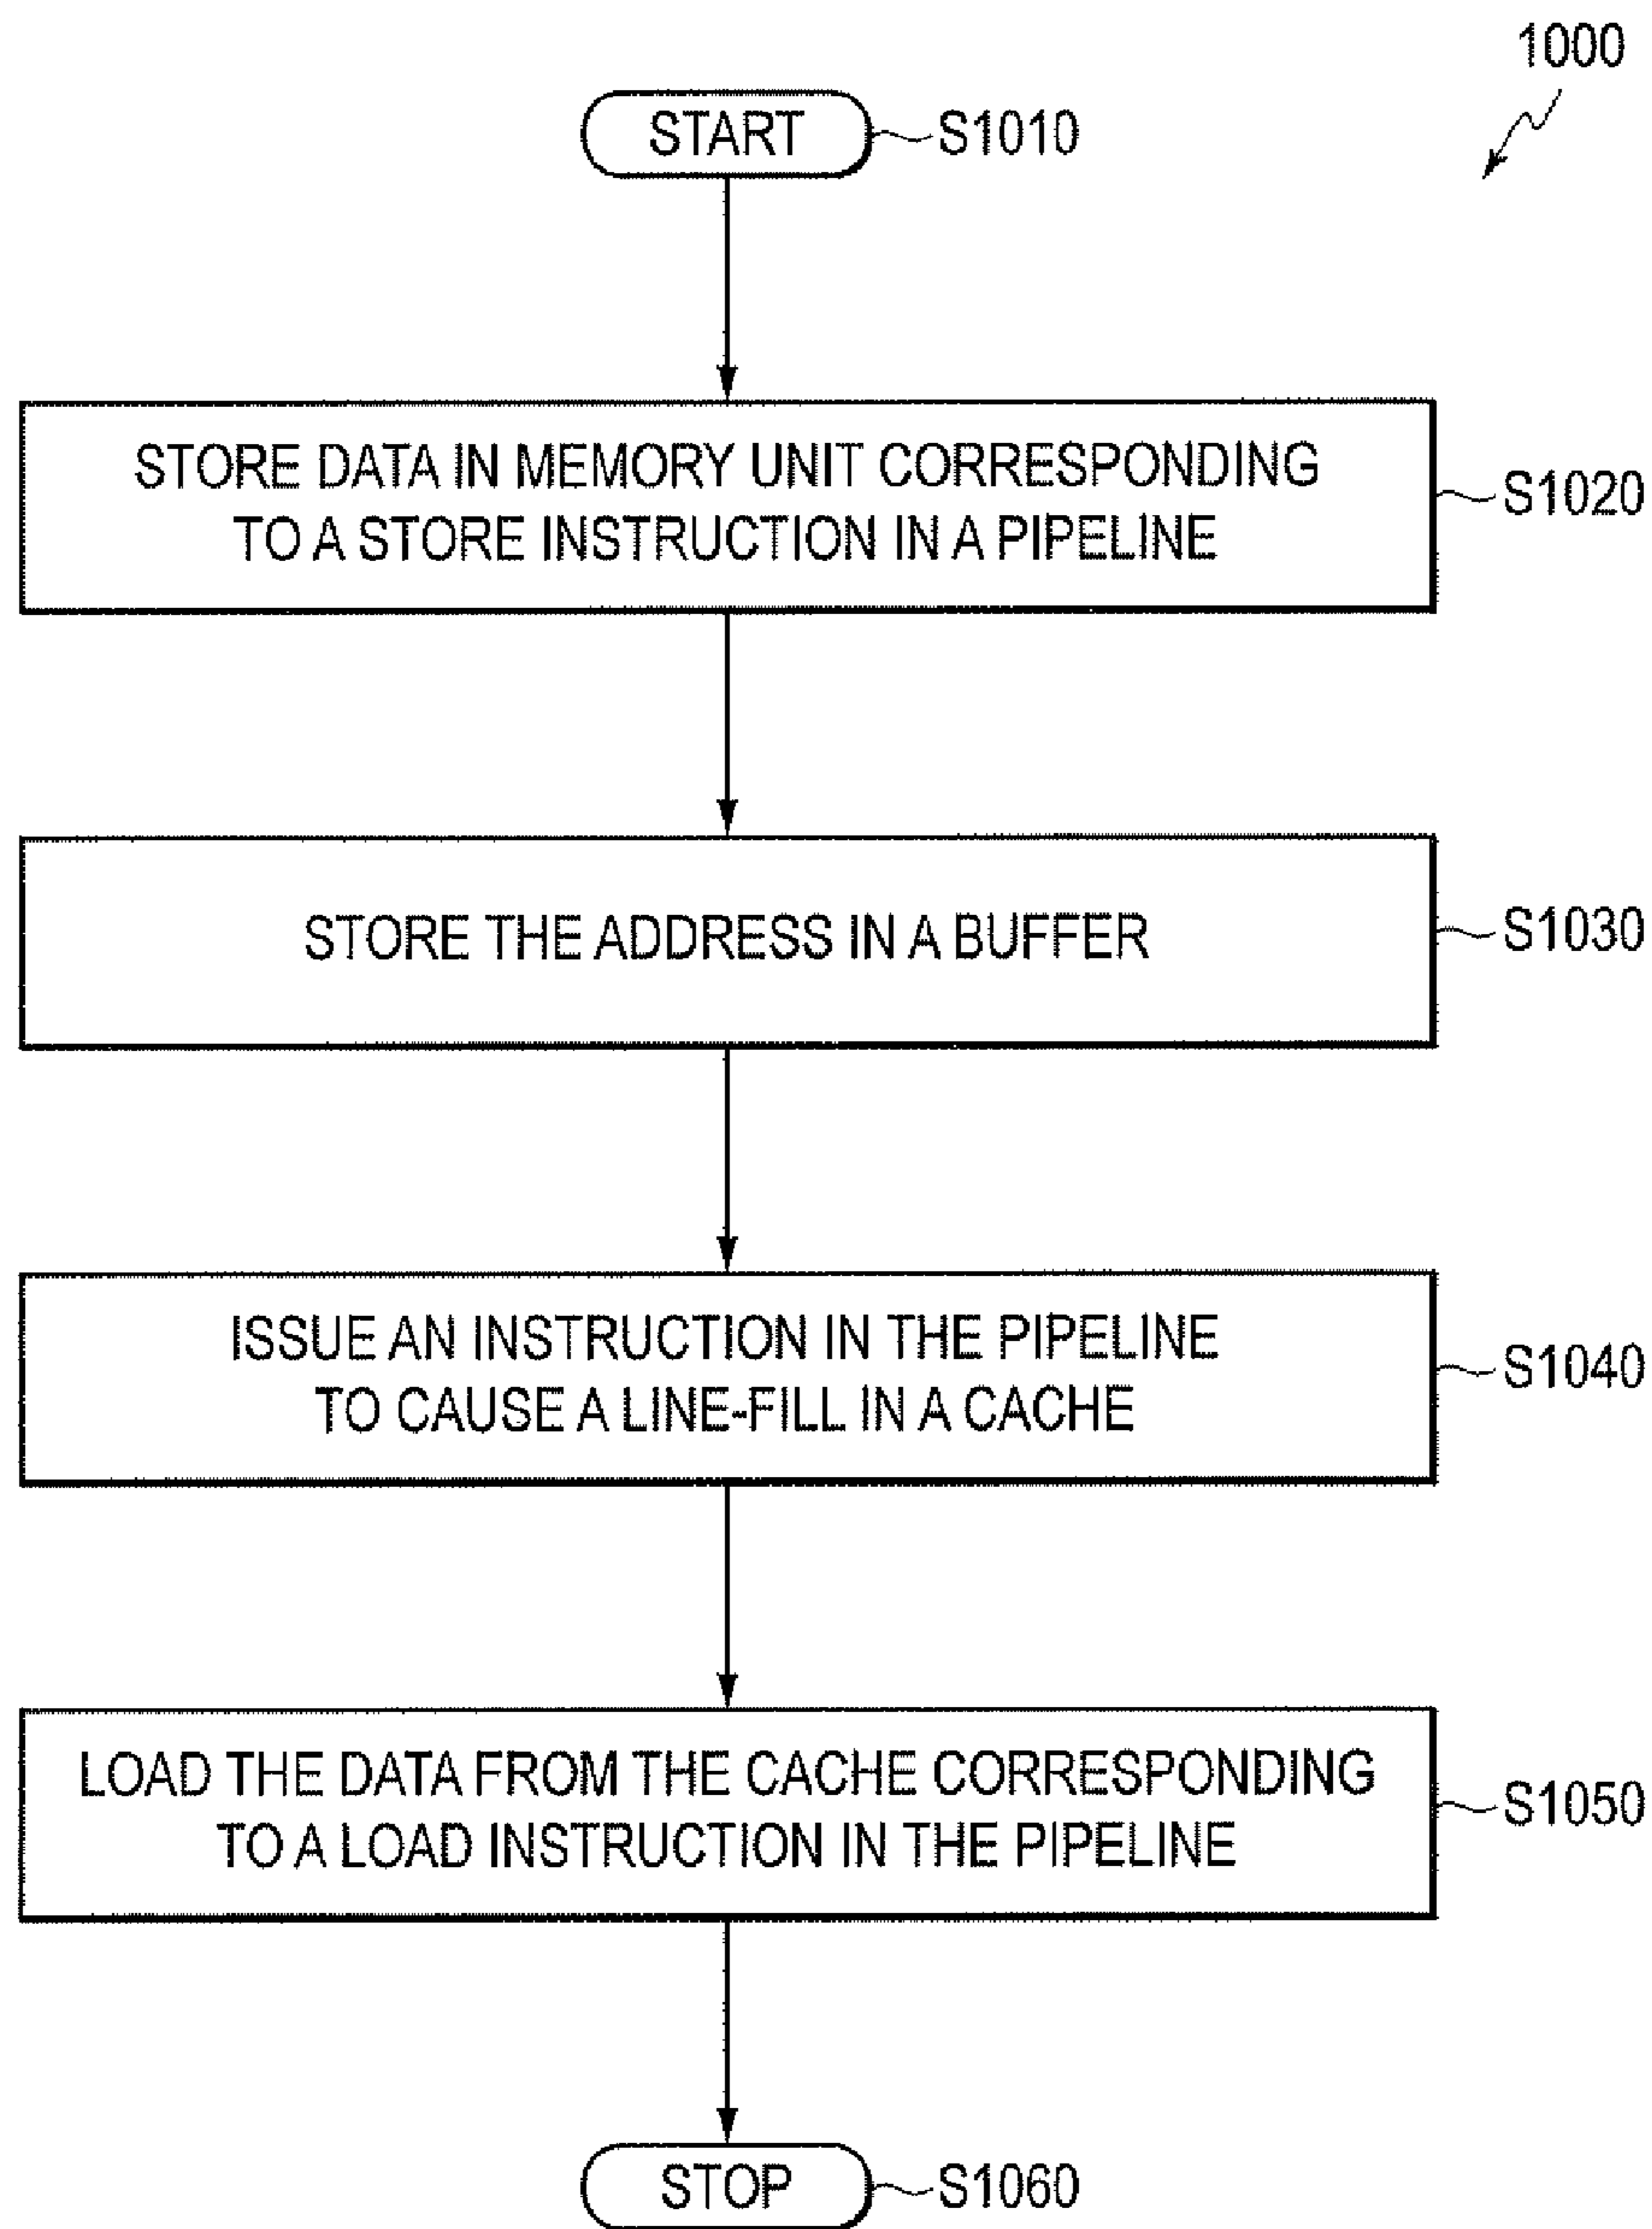 1000
START
S1010
STORE DATA IN MEMORY UNIT CORRESPONDING
TO A STORE INSTRUCTION IN A PIPELINE
S1020
STORE THE ADDRESS IN A BUFFER
S1030
ISSUE AN INSTRUCTION IN THE PIPELINE
TO CAUSE A LINE-FILL IN A CACHE
S1040
LOAD THE DATA FROM THE CACHE CORRESPONDING
TO A LOAD INSTRUCTION IN THE PIPELINE
S1050
STOP
S1060